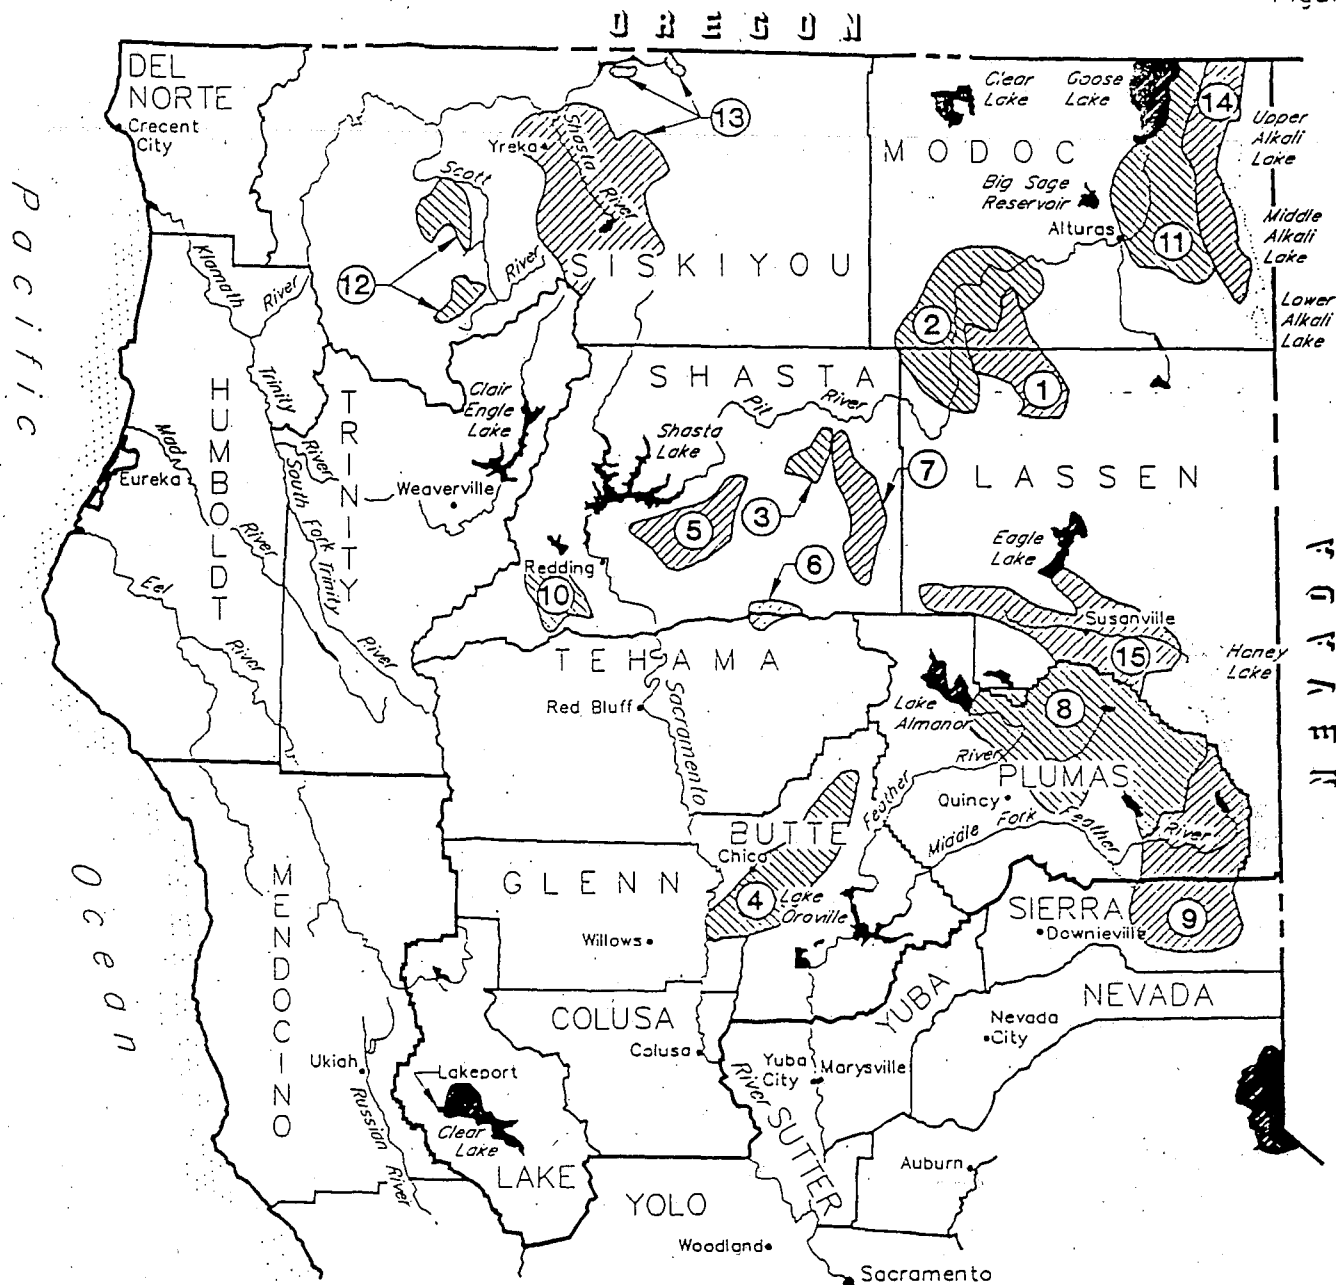 Figu
OREGON
DEL
NORTE
Crecent
City
Clear
Lake
Goose
Lake
14
Upper
Alkali
Lake
13
Yreka
Shasta
River
MODOC
Scott
River
Big Sage
Reservoir
Alturas
11
Middle
Alkali
Lake
Pacific
Klamath
River
12
SISKIYOU
2
Lower
Alkali
Lake
HUMBOLDT
Trinity
River
TRINITY
Clair
Engle
Lake
SHASTA
Pit
River
1
Mad
River
Eureka
South Fork Trinity
River
Weaverville
Shasta
Lake
7
LASSEN
5
3
Eagle
Lake
NEVADA
6
Redding
10
Eel
River
Susanville
15
Honey
Lake
TEHAMA
Red Bluff
Sacramento
Lake
Almanor
8
River
PLUMAS
Quincy
Feather
Middle Fork
Feather
River
BUTTE
Chico
GLENN
4
Lake
Oroville
Ocean
MENDOCINO
Willows
SIERRA
Downieville
9
YUBA
NEVADA
COLUSA
Colusa
Nevada
City
Ukiah
Russian
River
Lakeport
Clear
Lake
LAKE
Yuba
City
Marysville
River
SUTTER
Auburn
YOLO
Woodland
Sacramento